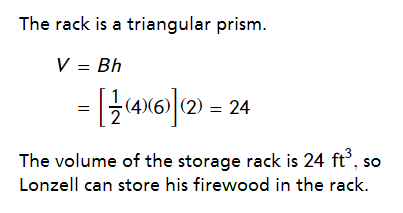 The rack is a triangular prism.
V = Bh
= [1/2(4)(6)](2) = 24
The volume of the storage rack is 24 ft³, so
Lonzell can store his firewood in the rack.